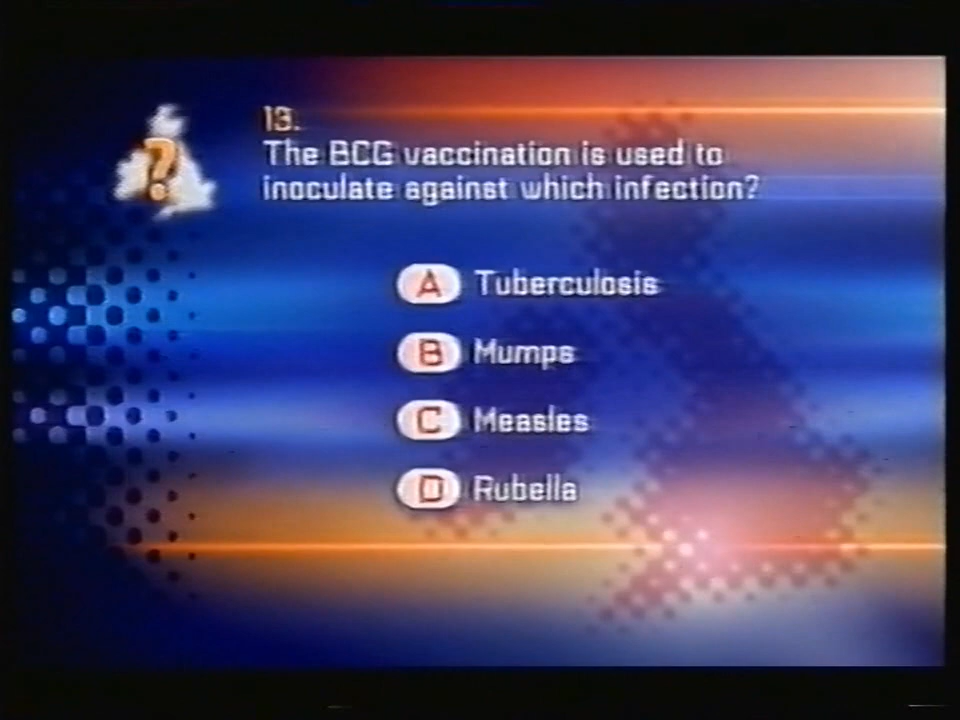 ?
13.
The BCG vaccination is used to
inoculate against which infection?
A Tuberculosis
B Mumps
C Measles
D Rubella